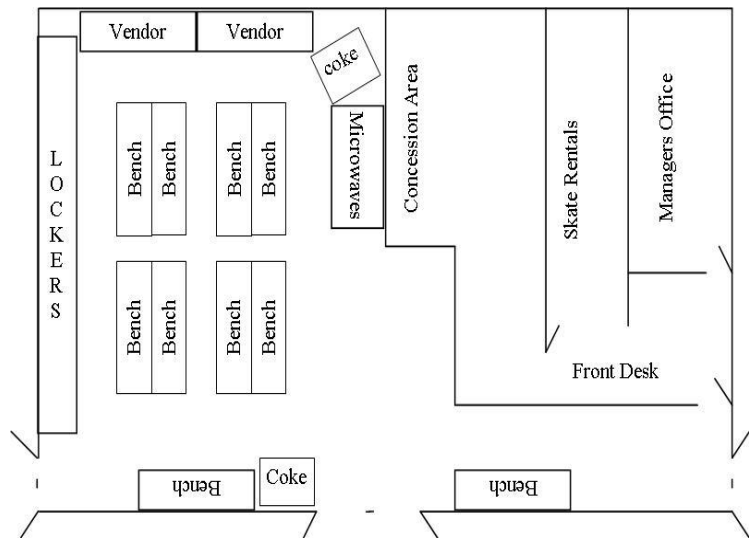 Vendor
Vendor
coke
Microwaves
Concession Area
Skate Rentals
Managers Office
LOCKERS
Bench
Bench
Bench
Bench
Bench
Bench
Bench
Bench
Front Desk
Bench
Coke
Bench